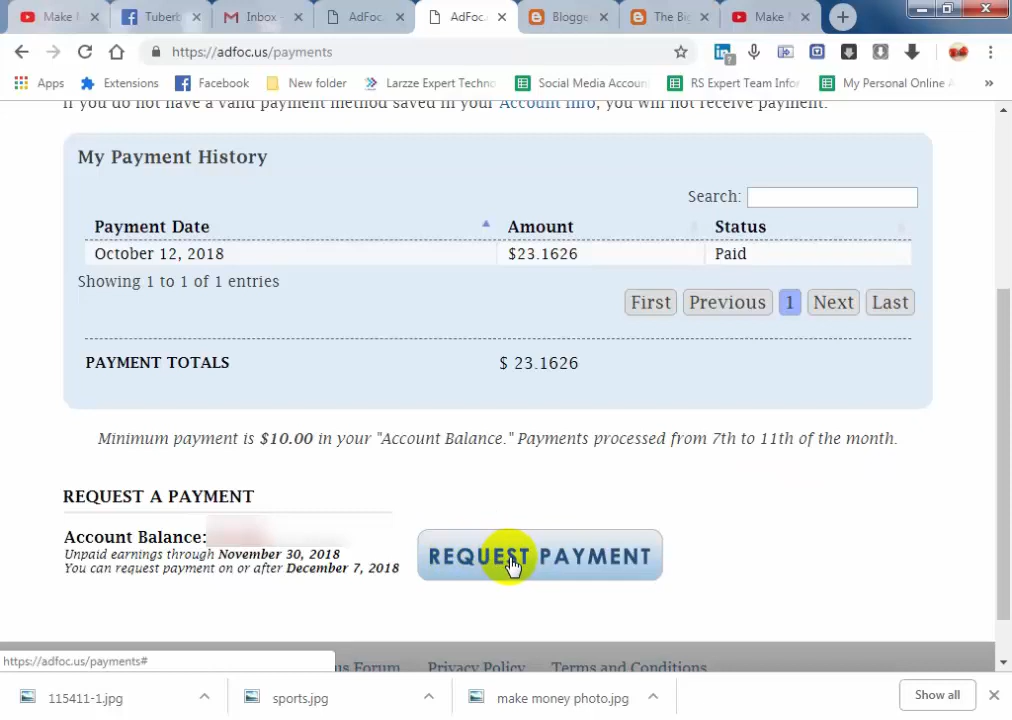 Make
Tuberb
Inbox -
AdFoc.
AdFoc.
Blogge
The Big
Make
https://adfoc.us/payments
Apps
Extensions
Facebook
New folder
Larzze Expert Techno
Social Media Accoun
RS Expert Team Infor
My Personal Online A
»
If you do not have a valid payment method saved in your Account Info, you will not receive payment.
My Payment History
Search:
Payment Date Amount Status
October 12, 2018 $23.1626 Paid
Showing 1 to 1 of 1 entries
First Previous 1 Next Last
PAYMENT TOTALS $ 23.1626
Minimum payment is $10.00 in your "Account Balance." Payments processed from 7th to 11th of the month.
REQUEST A PAYMENT
Account Balance:
Unpaid earnings through November 30, 2018
You can request payment on or after December 7, 2018
REQUEST PAYMENT
https://adfoc.us/payments#
us Forum Privacy Policy Terms and Conditions
115411-1.jpg
sports.jpg
make money photo.jpg
Show all